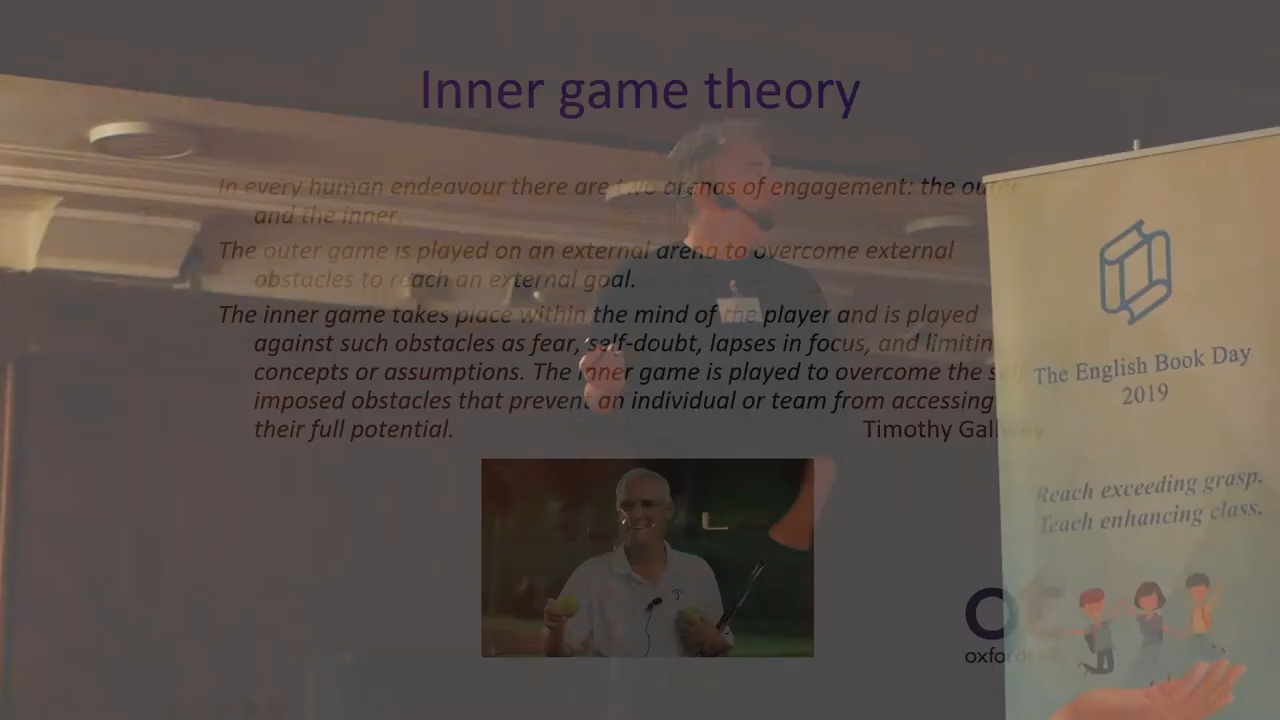 Inner game theory
In every human endeavour there are two arenas of engagement: the outer
and the inner.
The outer game is played on an external arena to overcome external
obstacles to reach an external goal.
The inner game takes place within the mind of the player and is played
against such obstacles as fear, self-doubt, lapses in focus, and limitin
concepts or assumptions. The inner game is played to overcome the self
imposed obstacles that prevent an individual or team from accessing
their full potential.
Timothy Gallwey
The English Book Day
2019
Reach exceeding grasp.
Teach enhancing class.